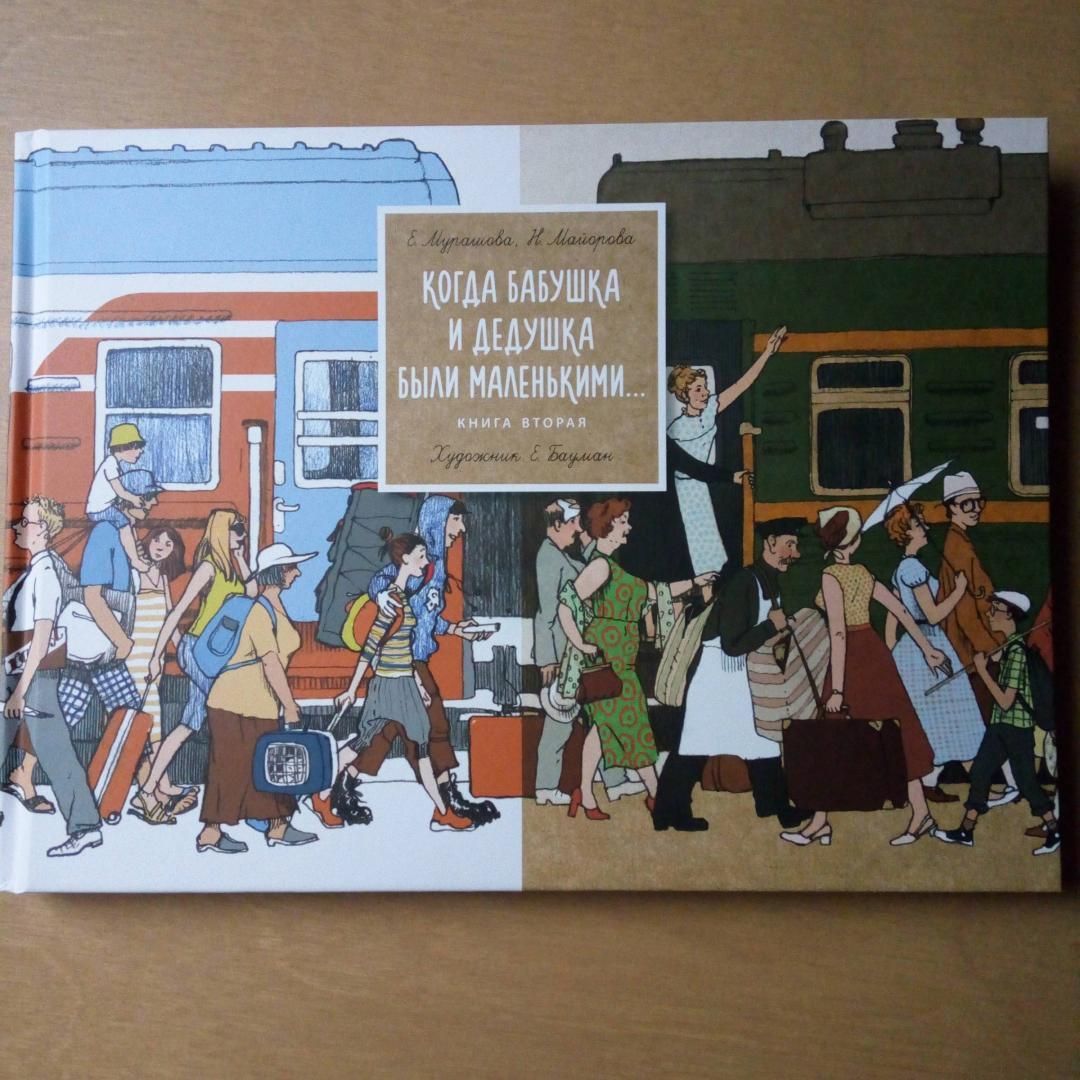 Е. Мурашова, Н. Майорова
КОГДА БАБУШКА
И ДЕДУШКА
БЫЛИ МАЛЕНЬКИМИ...
КНИГА ВТОРАЯ
Художник Е. Бауман